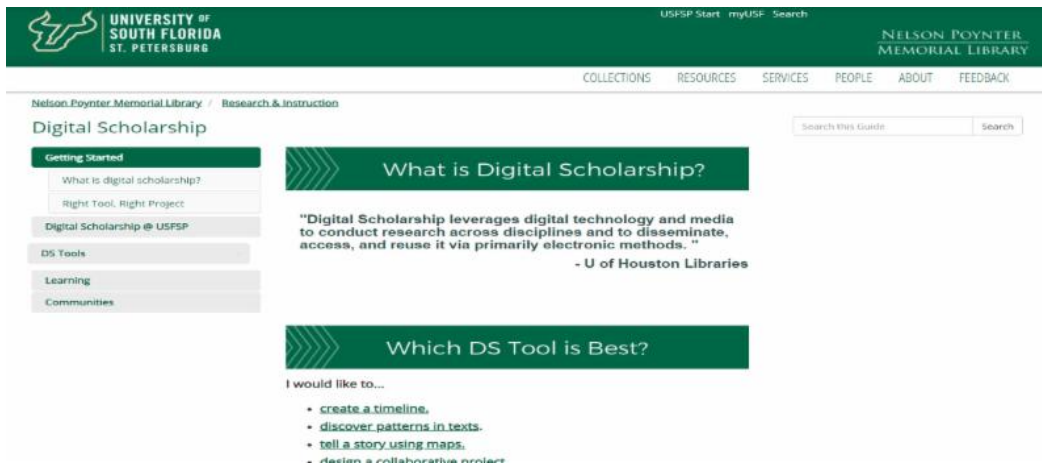 UNIVERSITY OF
SOUTH FLORIDA
ST. PETERSBURG
USFSP Start myUSF Search
NELSON POYNTER
MEMORIAL LIBRARY
COLLECTIONS RESOURCES SERVICES PEOPLE ABOUT FEEDBACK
Nelson Poynter Memorial Library / Research & Instruction
Digital Scholarship
Search this Guide Search
Getting Started
What is digital scholarship?
Right Tool, Right Project
Digital Scholarship @ USFSP
DS Tools
Learning
Communities
What is Digital Scholarship?
"Digital Scholarship leverages digital technology and media
to conduct research across disciplines and to disseminate,
access, and reuse it via primarily electronic methods. "
- U of Houston Libraries
Which DS Tool is Best?
I would like to...
• create a timeline.
• discover patterns in texts.
• tell a story using maps.
• design a collaborative project